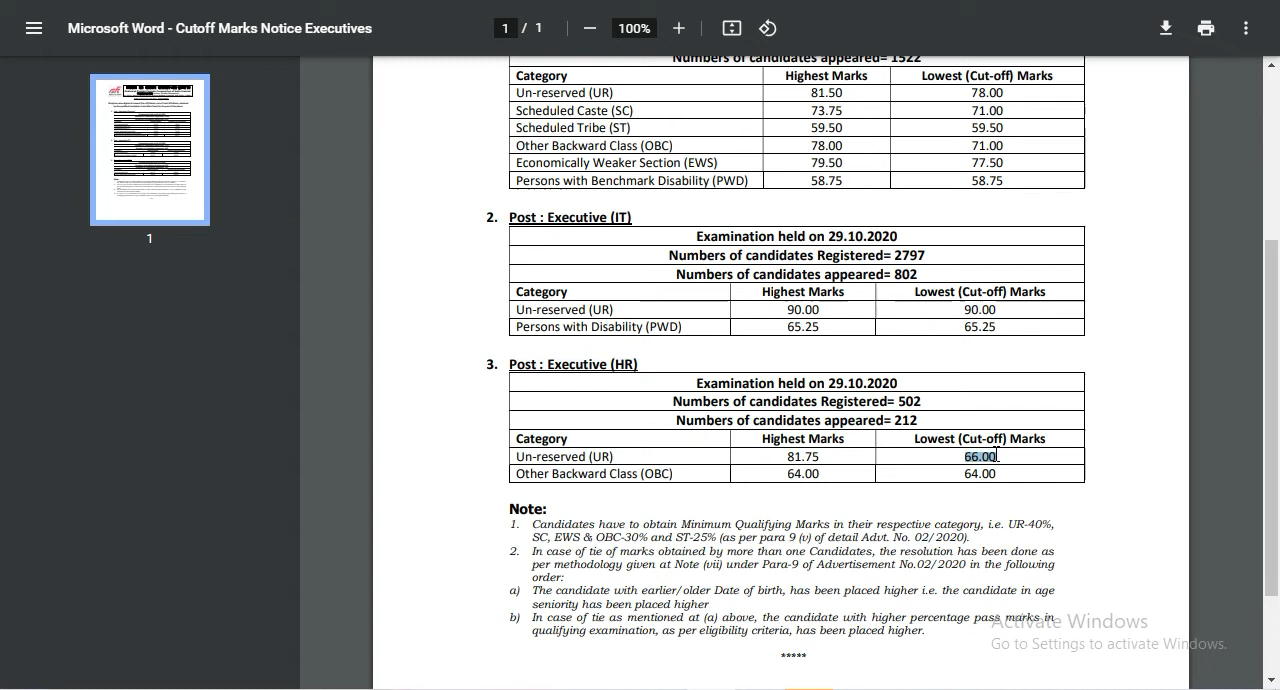 Microsoft Word - Cutoff Marks Notice Executives
1 / 1
100%
1
Numbers of candidates appeared= 1522
Category Highest Marks Lowest (Cut-off) Marks
Un-reserved (UR) 81.50 78.00
Scheduled Caste (SC) 73.75 71.00
Scheduled Tribe (ST) 59.50 59.50
Other Backward Class (OBC) 78.00 71.00
Economically Weaker Section (EWS) 79.50 77.50
Persons with Benchmark Disability (PWD) 58.75 58.75
2. Post : Executive (IT)
Examination held on 29.10.2020
Numbers of candidates Registered= 2797
Numbers of candidates appeared= 802
Category Highest Marks Lowest (Cut-off) Marks
Un-reserved (UR) 90.00 90.00
Persons with Disability (PWD) 65.25 65.25
3. Post : Executive (HR)
Examination held on 29.10.2020
Numbers of candidates Registered= 502
Numbers of candidates appeared= 212
Category Highest Marks Lowest (Cut-off) Marks
Un-reserved (UR) 81.75 66.00
Other Backward Class (OBC) 64.00 64.00
Note:
1. Candidates have to obtain Minimum Qualifying Marks in their respective category, i.e. UR-40%,
SC, EWS & OBC-30% and ST-25% (as per para 9 (v) of detail Advt. No. 02/2020).
2. In case of tie of marks obtained by more than one Candidates, the resolution has been done as
per methodology given at Note (vii) under Para-9 of Advertisement No.02/2020 in the following
order:
a) The candidate with earlier/older Date of birth, has been placed higher i.e. the candidate in age
seniority has been placed higher
b) In case of tie as mentioned at (a) above, the candidate with higher percentage pass marks in
qualifying examination, as per eligibility criteria, has been placed higher.
*****
Activate Windows
Go to Settings to activate Windows.